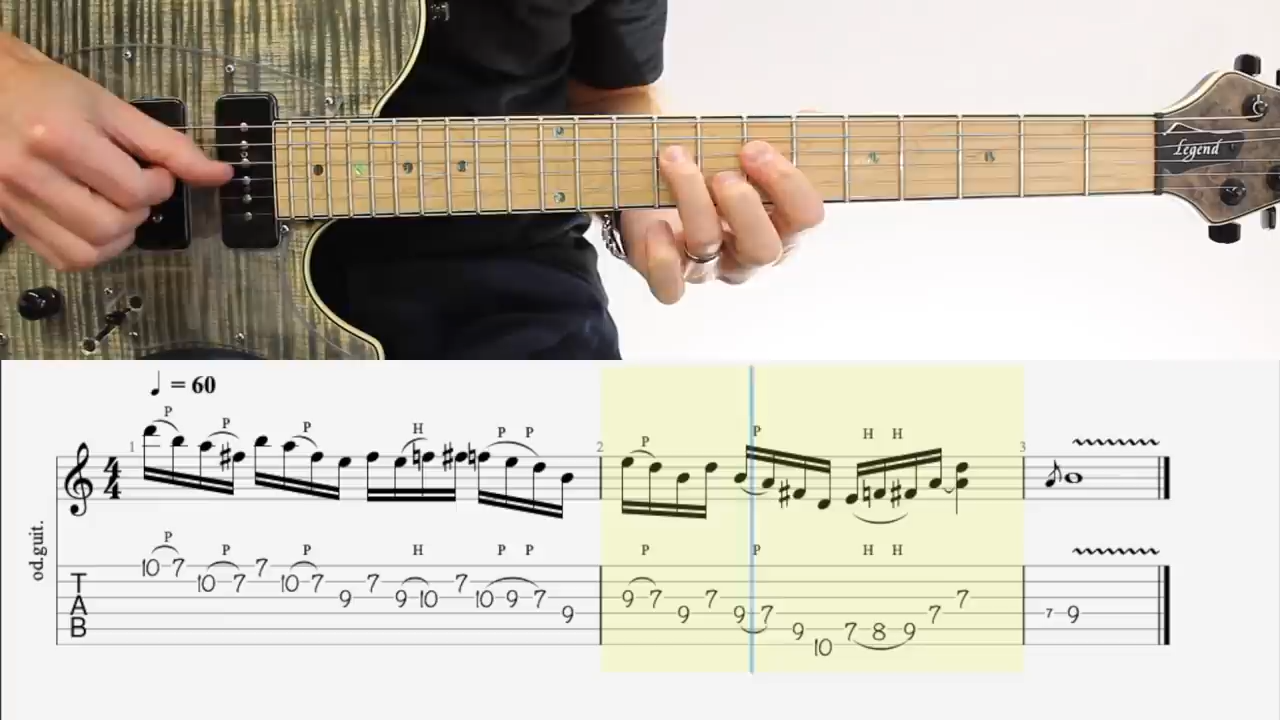 Legend
♩ = 60
P P P H P P P P H H
1 2 3
4
4
od.guit.
P P P H P P P P H H
T
A
B
10 7 10 7 7 10 7 9 7 9 10 7 10 9 7 9 9 7 9 7 9 7 9 10 7 8 9 7 7 7 9